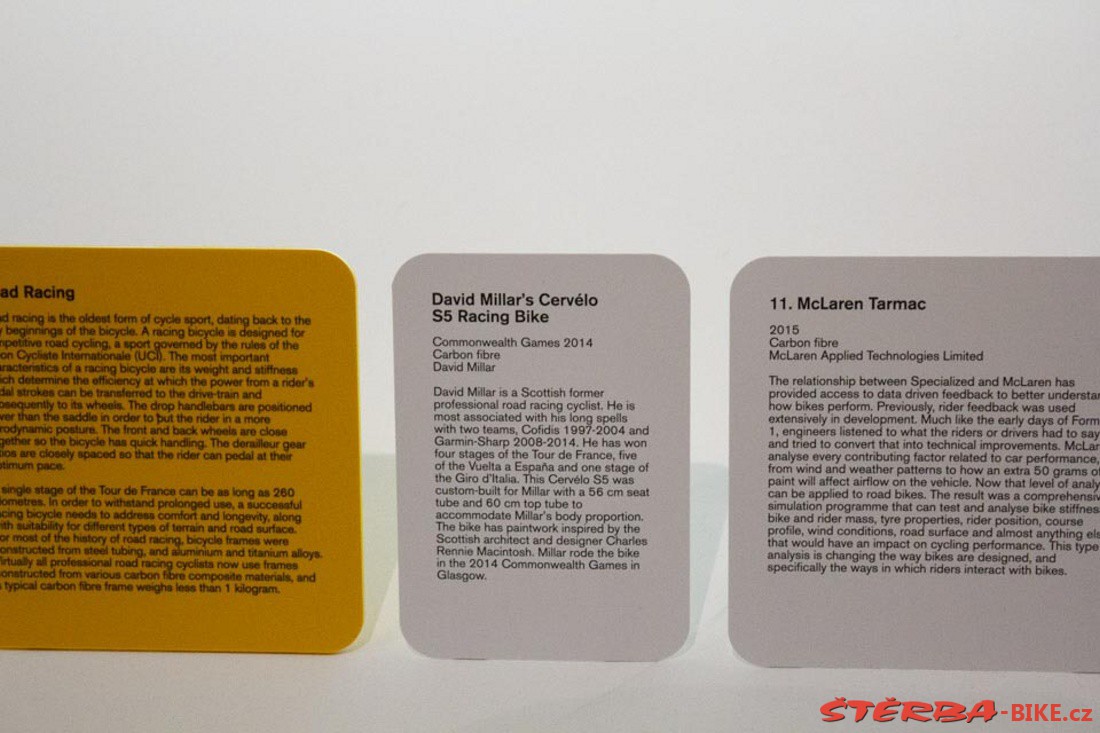 ad Racing
d racing is the oldest form of cycle sport, dating back to the
y beginnings of the bicycle. A racing bicycle is designed for
mpetitive road cycling, a sport governed by the rules of the
on Cycliste Internationale (UCI). The most important
aracteristics of a racing bicycle are its weight and stiffness
ich determine the efficiency at which the power from a rider's
dal strokes can be transferred to the drive-train and
bsequently to its wheels. The drop handlebars are positioned
wer than the saddle in order to put the rider in a more
rodynamic posture. The front and back wheels are close
gether so the bicycle has quick handling. The derailleur gear
tios are closely spaced so that the rider can pedal at their
ptimum pace.
single stage of the Tour de France can be as long as 260
lometres. In order to withstand prolonged use, a successful
cing bicycle needs to address comfort and longevity, along
ith suitability for different types of terrain and road surface.
or most of the history of road racing, bicycle frames were
onstructed from steel tubing, and aluminium and titanium alloys.
irtually all professional road racing cyclists now use frames
onstructed from various carbon fibre composite materials, and
typical carbon fibre frame weighs less than 1 kilogram.
David Millar's Cervélo
S5 Racing Bike
Commonwealth Games 2014
Carbon fibre
David Millar
David Millar is a Scottish former
professional road racing cyclist. He is
most associated with his long spells
with two teams, Cofidis 1997-2004 and
Garmin-Sharp 2008-2014. He has won
four stages of the Tour de France, five
of the Vuelta a España and one stage of
the Giro d'Italia. This Cervélo S5 was
custom-built for Millar with a 56 cm seat
tube and 60 cm top tube to
accommodate Millar's body proportion.
The bike has paintwork inspired by the
Scottish architect and designer Charles
Rennie Macintosh. Millar rode the bike
in the 2014 Commonwealth Games in
Glasgow.
11. McLaren Tarmac
2015
Carbon fibre
McLaren Applied Technologies Limited
The relationship between Specialized and McLaren has
provided access to data driven feedback to better understan
how bikes perform. Previously, rider feedback was used
extensively in development. Much like the early days of Form
1, engineers listened to what the riders or drivers had to say
and tried to convert that into technical improvements. McLar
analyse every contributing factor related to car performance,
from wind and weather patterns to how an extra 50 grams of
paint will affect airflow on the vehicle. Now that level of analy
can be applied to road bikes. The result was a comprehensiv
simulation programme that can test and analyse bike stiffness
bike and rider mass, tyre properties, rider position, course
profile, wind conditions, road surface and almost anything els
that would have an impact on cycling performance. This type
analysis is changing the way bikes are designed, and
specifically the ways in which riders interact with bikes.
ŠTĚRBA-BIKE.cz